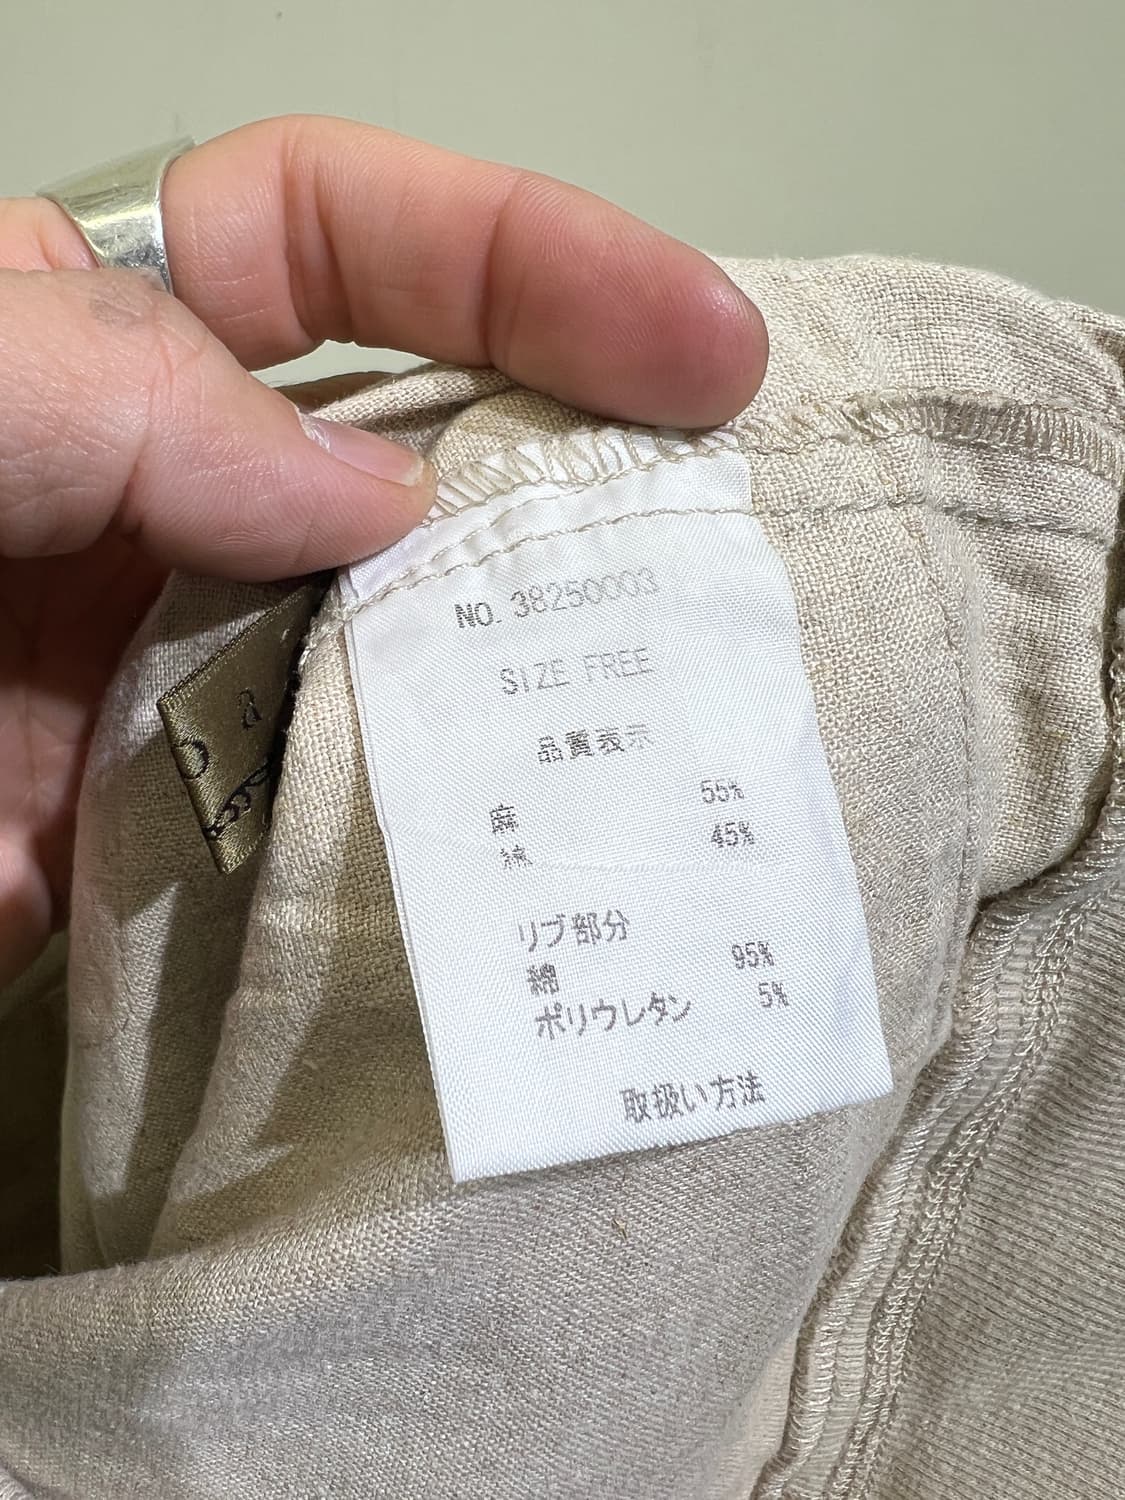 NO. 38250003
SIZE FREE
品質表示
麻 55%
綿 45%
リブ部分
綿 95%
ポリウレタン 5%
取扱い方法
a